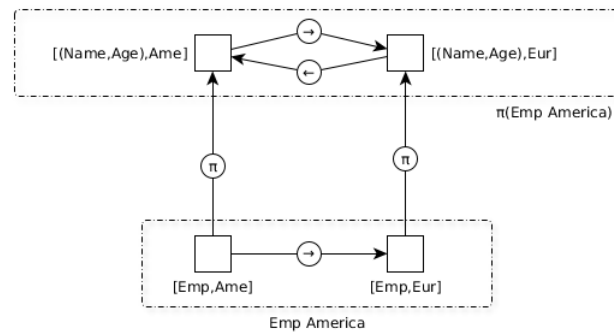 →
[(Name,Age),Ame] [(Name,Age),Eur]
←
π(Emp America)
π π
→
[Emp,Ame] [Emp,Eur]
Emp America